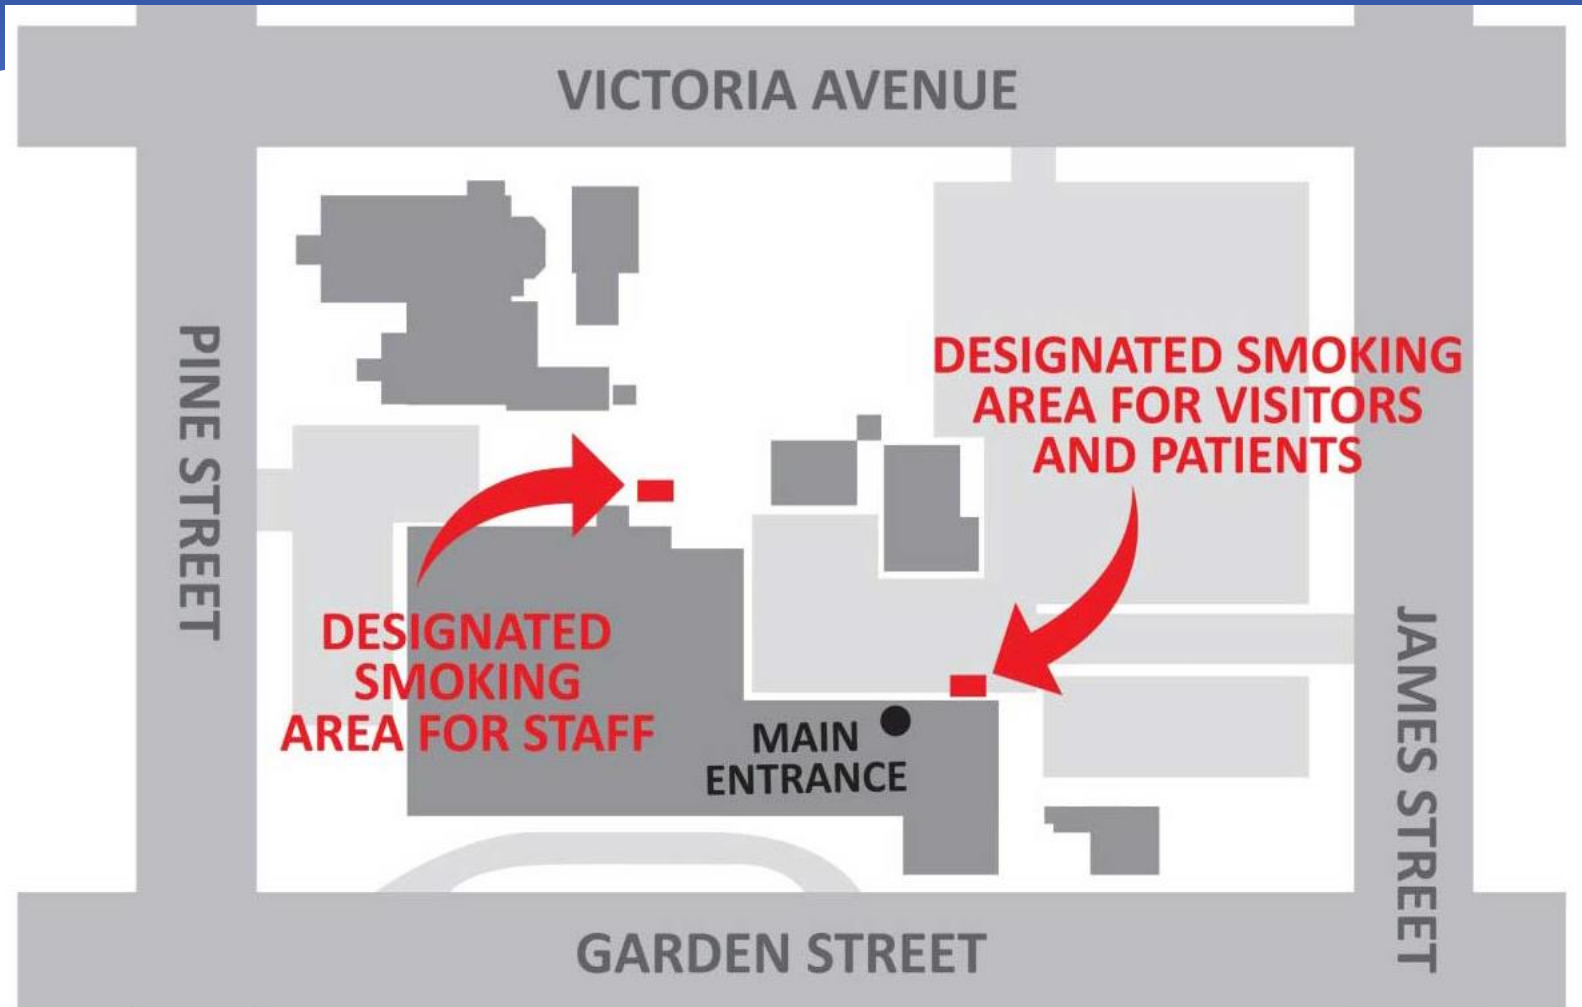 VICTORIA AVENUE
PINE STREET
DESIGNATED SMOKING
AREA FOR VISITORS
AND PATIENTS
DESIGNATED
SMOKING
AREA FOR STAFF
MAIN
ENTRANCE
JAMES STREET
GARDEN STREET